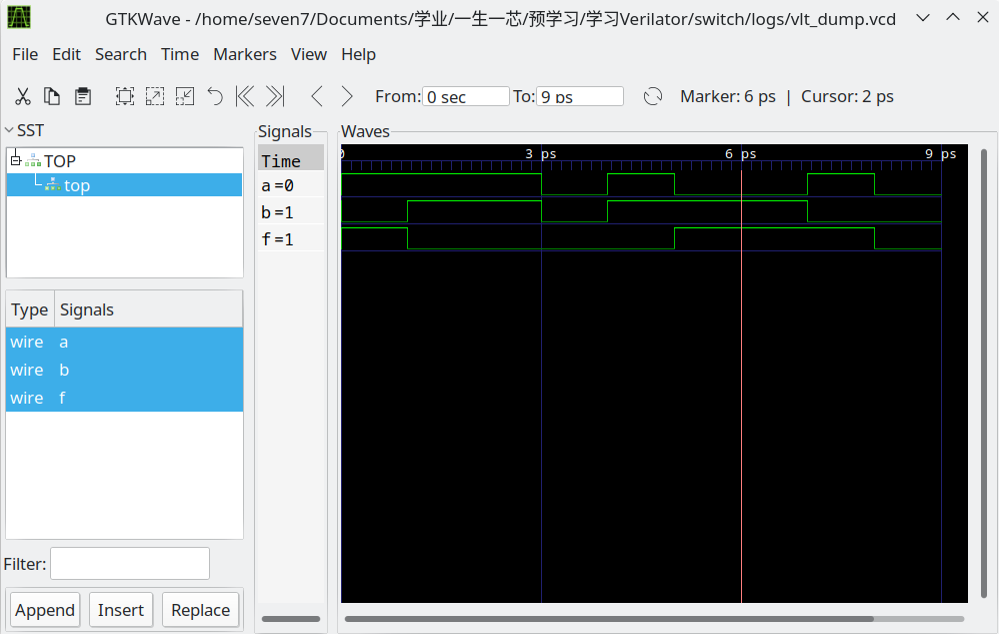 GTKWave - /home/seven7/Documents/学业/一生一芯/预学习/学习Verilator/switch/logs/vlt_dump.vcd
File Edit Search Time Markers View Help
From: 0 sec To: 9 ps Marker: 6 ps | Cursor: 2 ps
SST
TOP
top
Type Signals
wire a
wire b
wire f
Filter:
Append Insert Replace
Signals
Time
a=0
b=1
f=1
Waves
0 3 ps 6 ps 9 ps